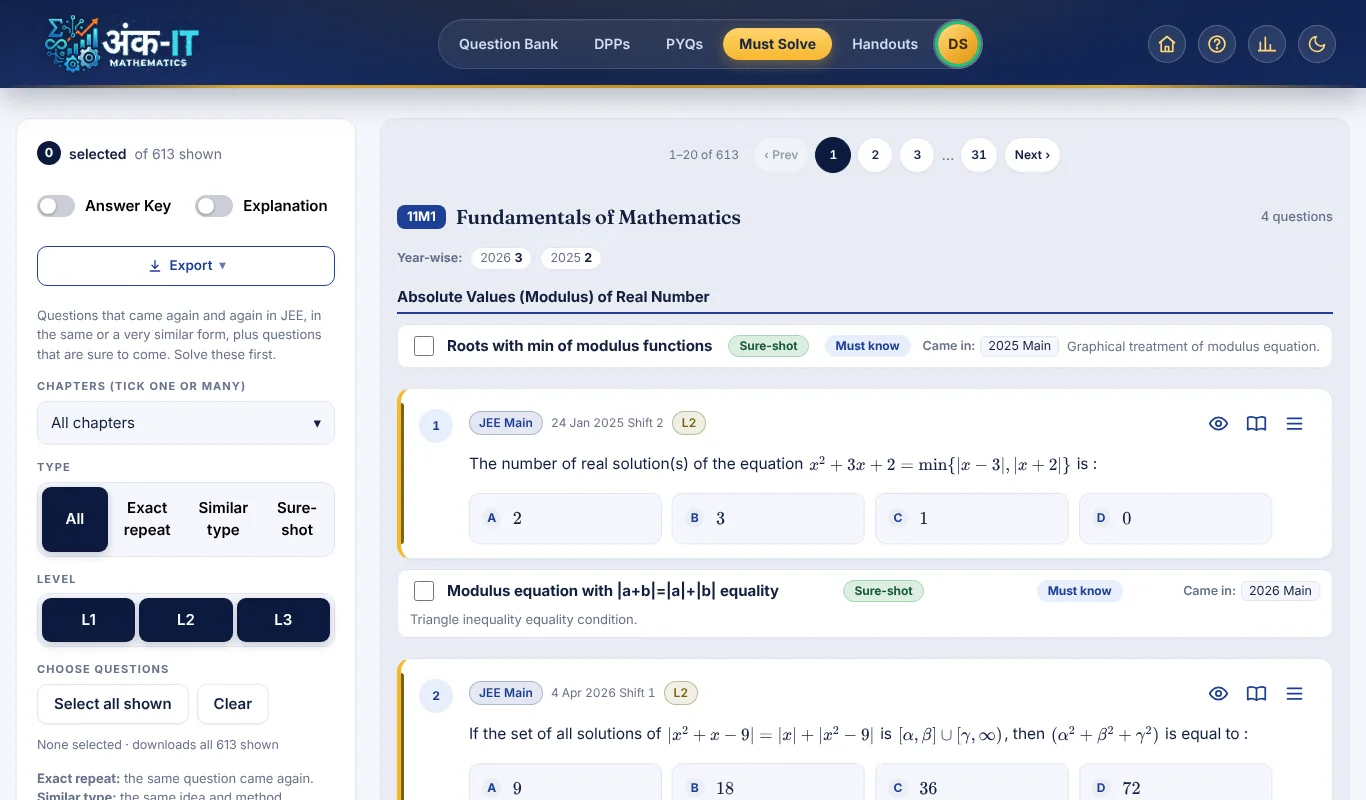 अंक-IT
MATHEMATICS
Question Bank DPPs PYQs Must Solve Handouts DS
0 selected of 613 shown
Answer Key Explanation
Export ▾
Questions that came again and again in JEE, in
the same or a very similar form, plus questions
that are sure to come. Solve these first.
CHAPTERS (TICK ONE OR MANY)
All chapters ▾
TYPE
All Exact repeat Similar type Sure-shot
LEVEL
L1 L2 L3
CHOOSE QUESTIONS
Select all shown Clear
None selected · downloads all 613 shown
Exact repeat: the same question came again.
Similar type: the same idea and method
1–20 of 613 ‹ Prev 1 2 3 … 31 Next ›
11M1 Fundamentals of Mathematics 4 questions
Year-wise: 2026 3 2025 2
Absolute Values (Modulus) of Real Number
Roots with min of modulus functions Sure-shot Must know Came in: 2025 Main Graphical treatment of modulus equation.
1 JEE Main 24 Jan 2025 Shift 2 L2
The number of real solution(s) of the equation x² + 3x + 2 = min{|x − 3|, |x + 2|} is :
A 2 B 3 C 1 D 0
Modulus equation with |a+b|=|a|+|b| equality Sure-shot Must know Came in: 2026 Main
Triangle inequality equality condition.
2 JEE Main 4 Apr 2026 Shift 1 L2
If the set of all solutions of |x² + x − 9| = |x| + |x² − 9| is [α, β] ∪ [γ, ∞), then (α² + β² + γ²) is equal to :
A 9 B 18 C 36 D 72